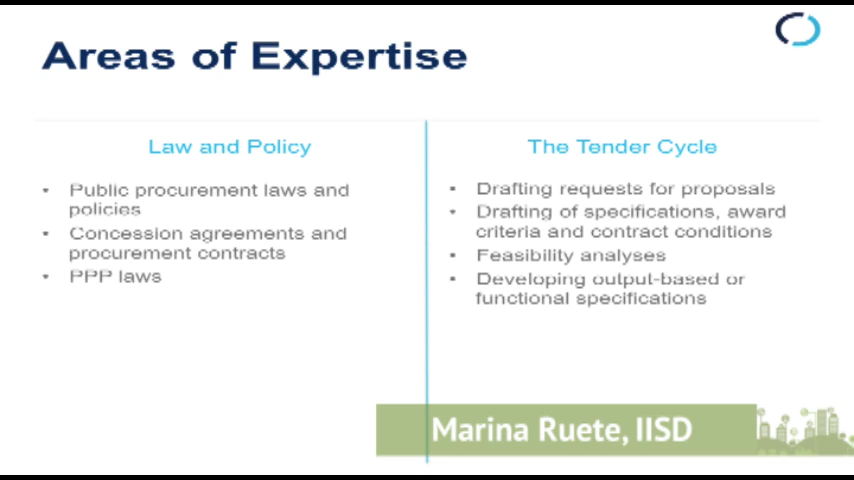 Areas of Expertise
Law and Policy
• Public procurement laws and
policies
• Concession agreements and
procurement contracts
• PPP laws
The Tender Cycle
• Drafting requests for proposals
• Drafting of specifications, award
criteria and contract conditions
• Feasibility analyses
• Developing output-based or
functional specifications
Marina Ruete, IISD